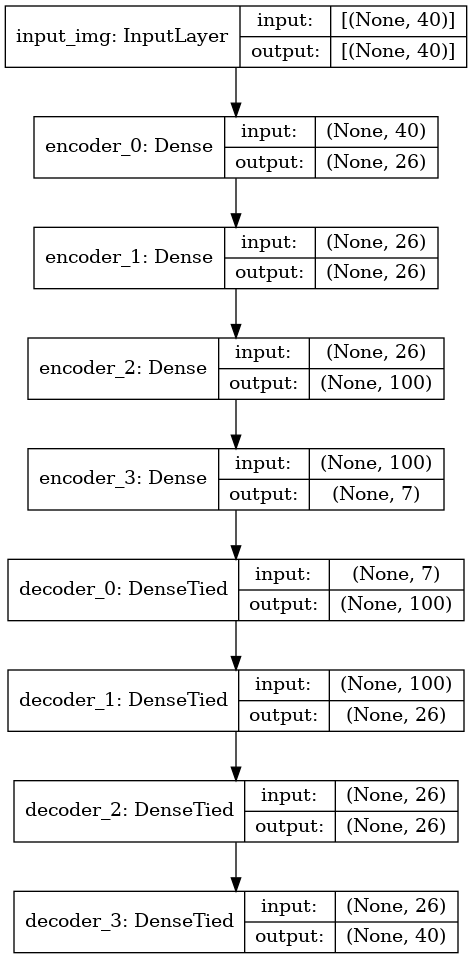 input_img: InputLayer
input: [(None, 40)]
output: [(None, 40)]
encoder_0: Dense
input: (None, 40)
output: (None, 26)
encoder_1: Dense
input: (None, 26)
output: (None, 26)
encoder_2: Dense
input: (None, 26)
output: (None, 100)
encoder_3: Dense
input: (None, 100)
output: (None, 7)
decoder_0: DenseTied
input: (None, 7)
output: (None, 100)
decoder_1: DenseTied
input: (None, 100)
output: (None, 26)
decoder_2: DenseTied
input: (None, 26)
output: (None, 26)
decoder_3: DenseTied
input: (None, 26)
output: (None, 40)